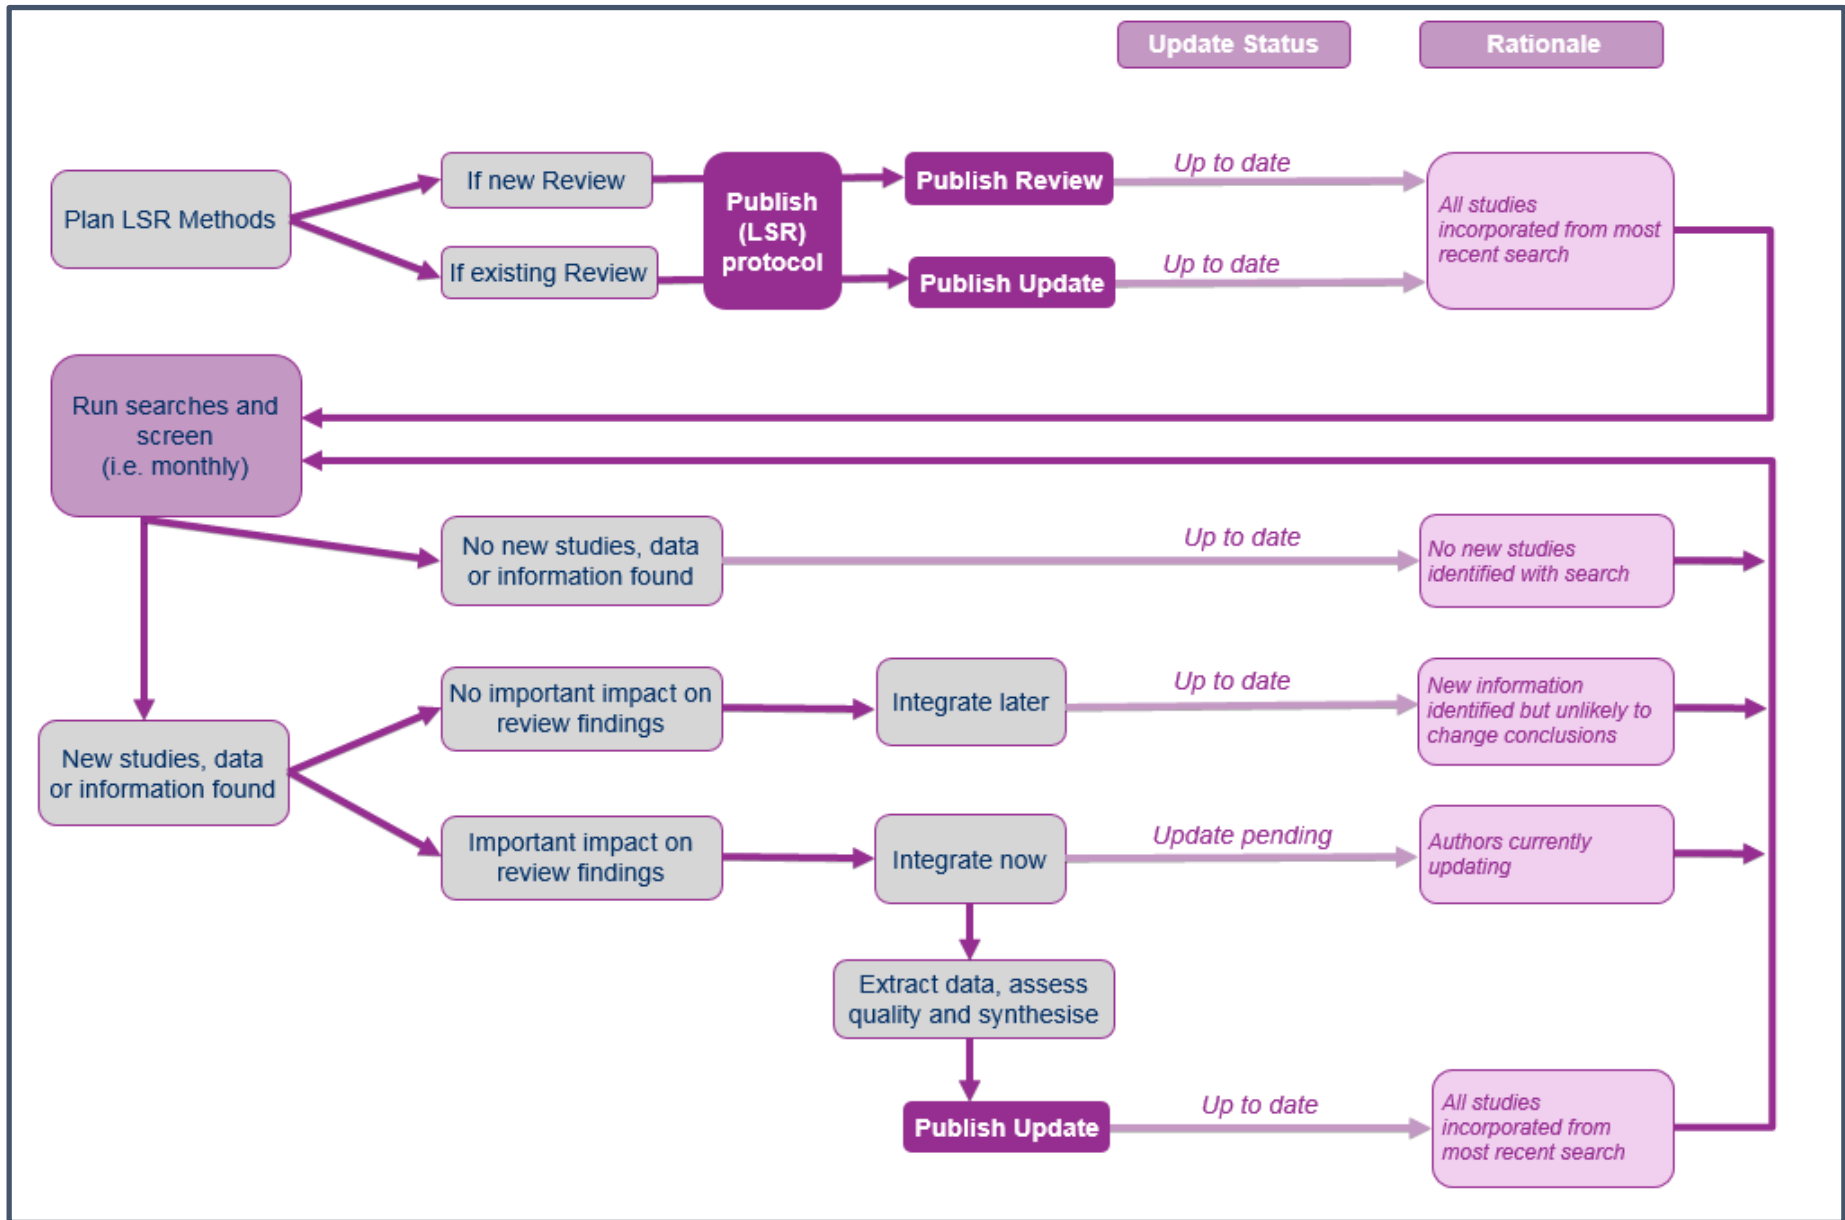 Update Status
Rationale
Plan LSR Methods
If new Review
If existing Review
Publish
(LSR)
protocol
Publish Review
Up to date
Publish Update
Up to date
All studies
incorporated from most
recent search
Run searches and
screen
(i.e. monthly)
No new studies, data
or information found
Up to date
No new studies
identified with search
New studies, data
or information found
No important impact on
review findings
Integrate later
Up to date
New information
identified but unlikely to
change conclusions
Important impact on
review findings
Integrate now
Update pending
Authors currently
updating
Extract data, assess
quality and synthesise
Publish Update
Up to date
All studies
incorporated from
most recent search